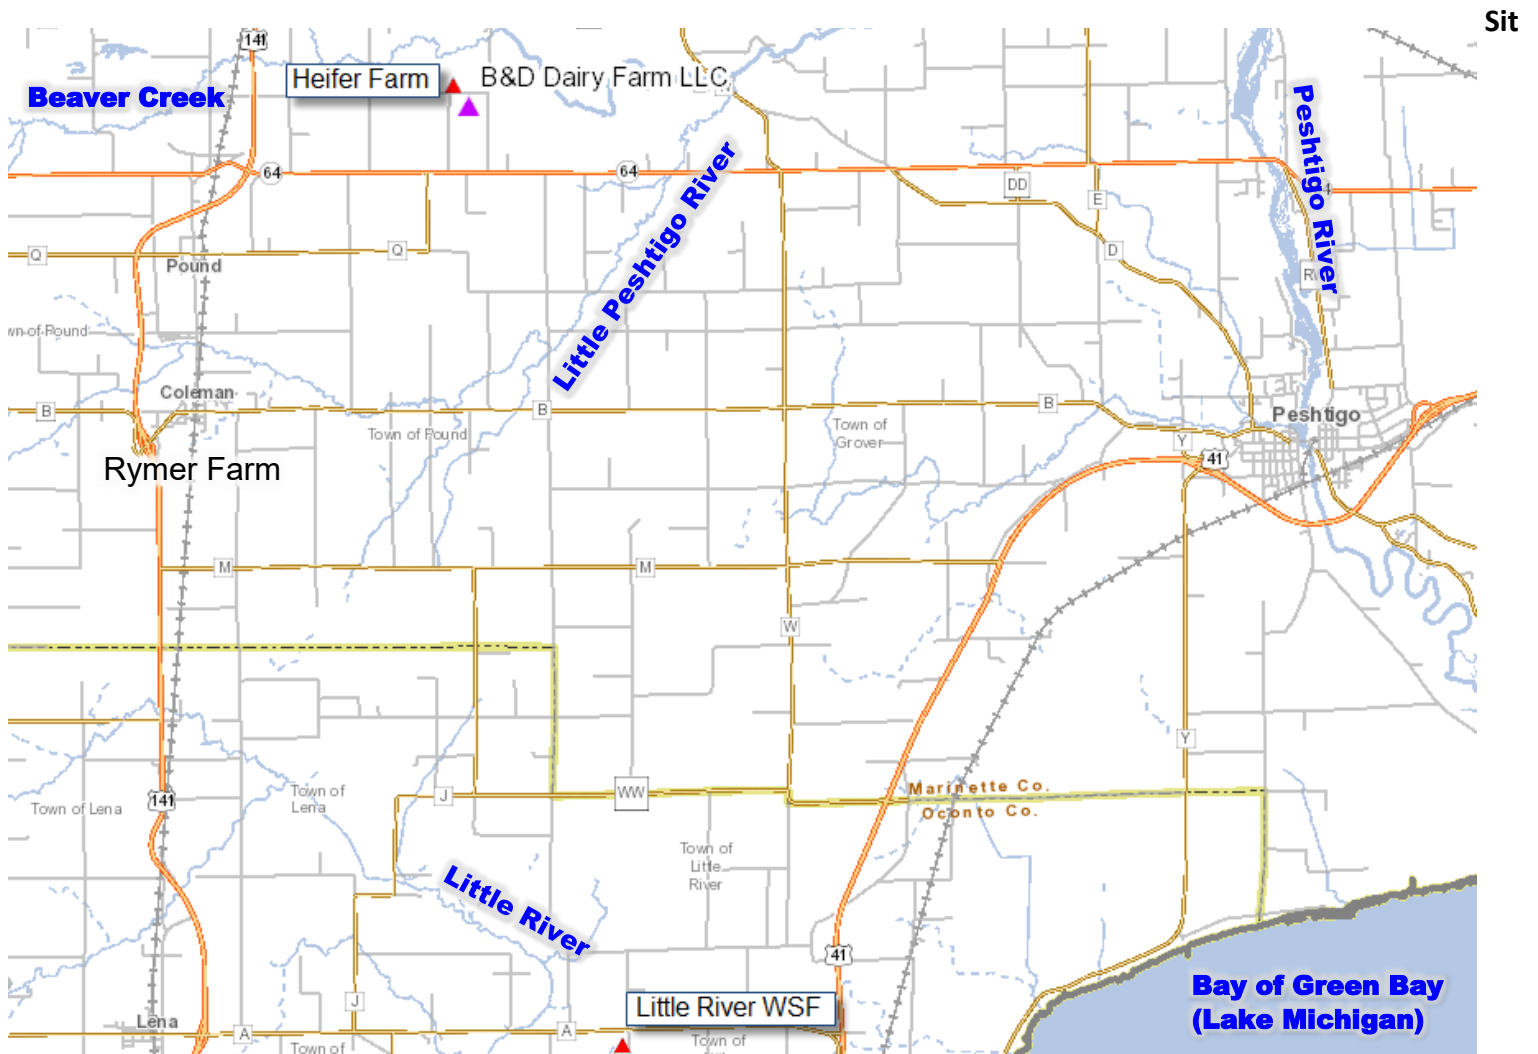 Sit
141
Heifer Farm
B&D Dairy Farm LLC
Beaver Creek
Peshtigo River
64
64
Little Peshtigo River
DD
E
Q
Q
D
Pound
wn-of-Pound
Coleman
B
B
B
Town of Pound
Town of
Grover
Peshtigo
Y
41
Rymer Farm
M
M
W
Y
J
WW
Marinette Co.
Oconto Co.
141
Town of Lena
Town of
Lena
Town of
Little
River
Little River
41
Bay of Green Bay
(Lake Michigan)
Little River WSF
J
Lena
A
A
Town of
Town of